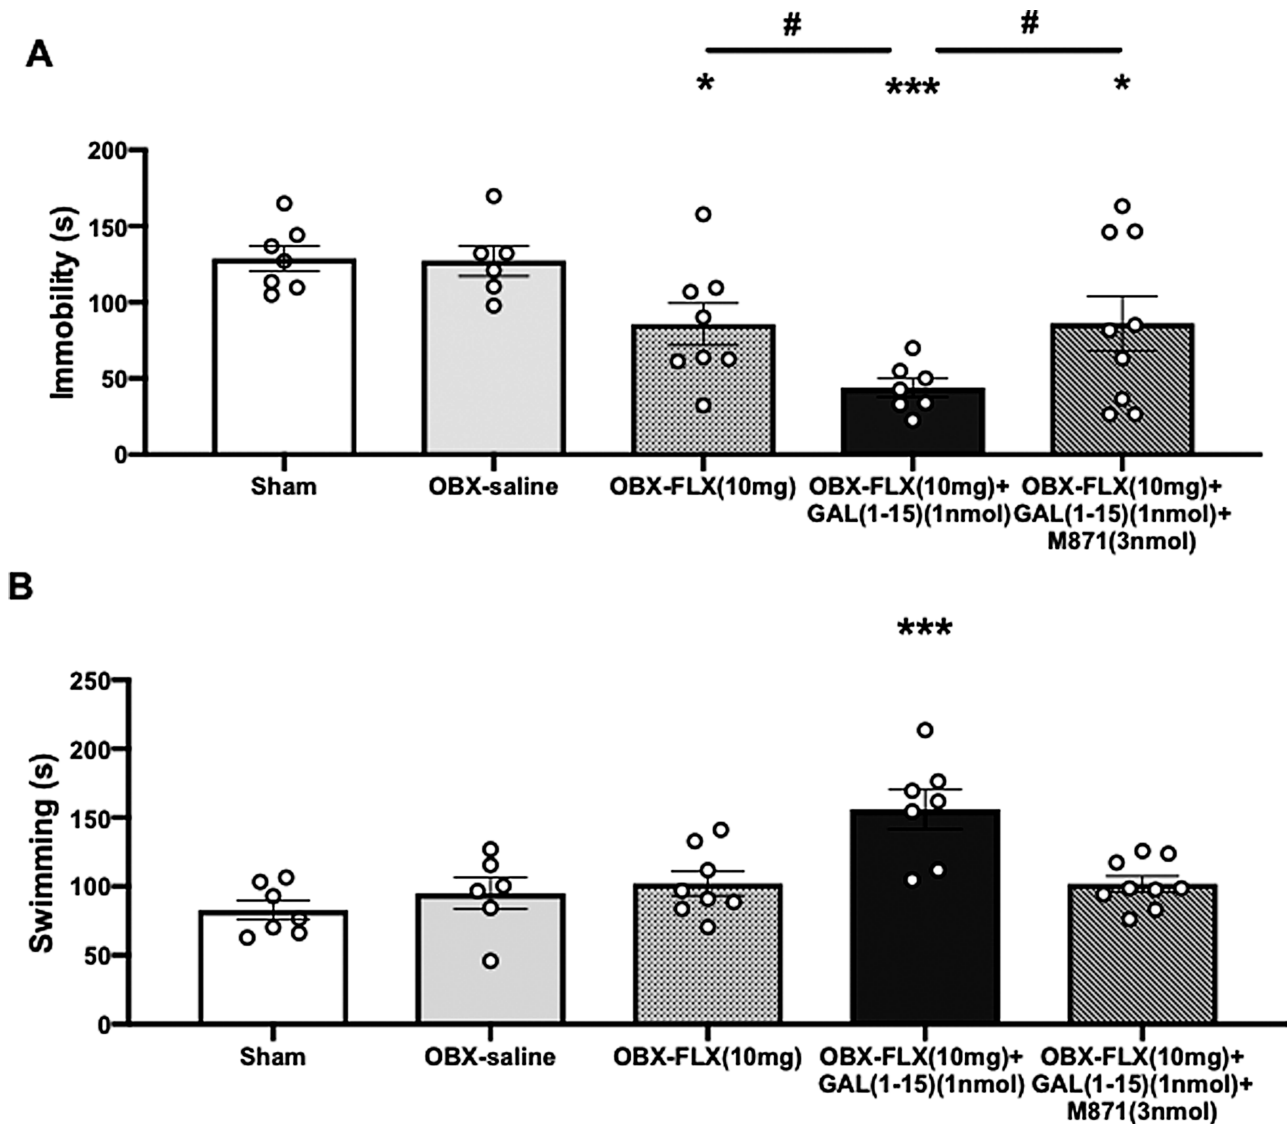 A
# #
* *** *
200
150
100
50
0
Immobility (s)
Sham OBX-saline OBX-FLX(10mg) OBX-FLX(10mg)+ OBX-FLX(10mg)+
GAL(1-15)(1nmol) GAL(1-15)(1nmol)+
M871(3nmol)
B
***
250
200
150
100
50
0
Swimming (s)
Sham OBX-saline OBX-FLX(10mg) OBX-FLX(10mg)+ OBX-FLX(10mg)+
GAL(1-15)(1nmol) GAL(1-15)(1nmol)+
M871(3nmol)